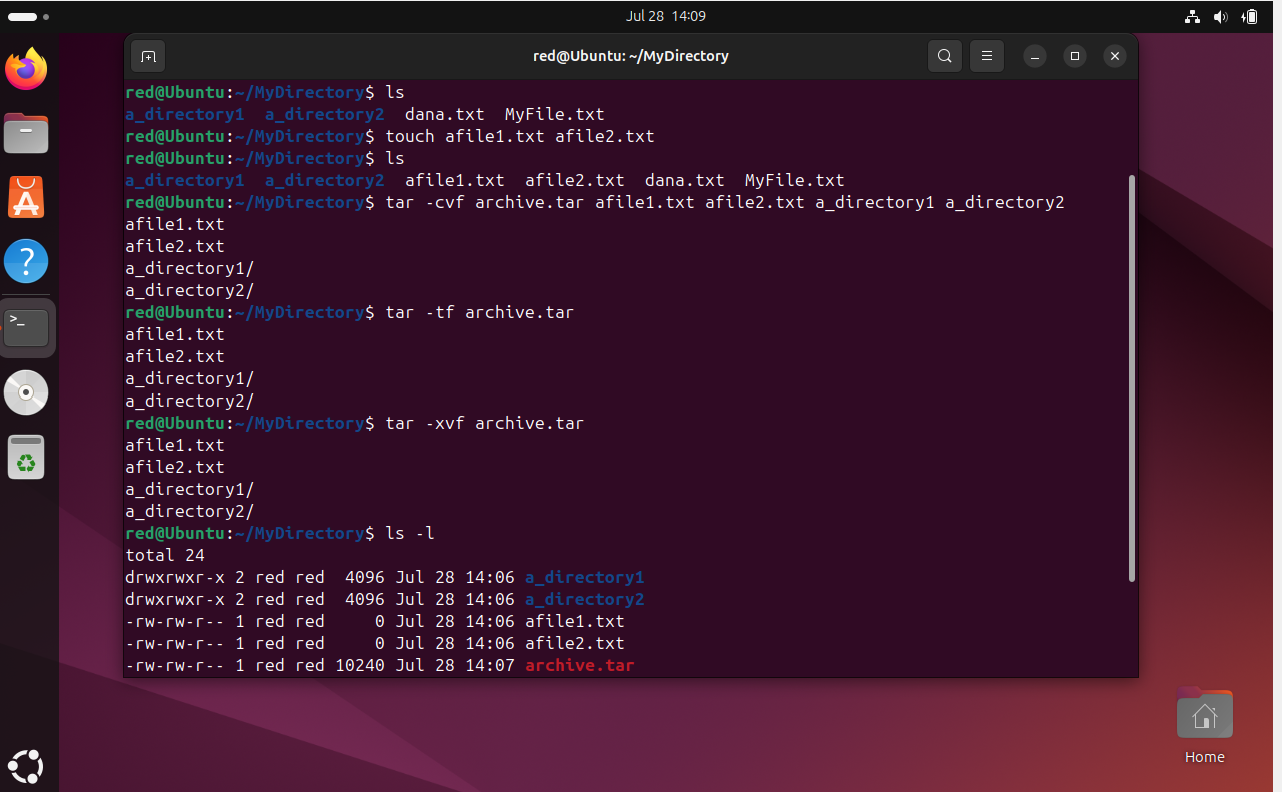 Jul 28 14:09
red@Ubuntu: ~/MyDirectory
red@Ubuntu:~/MyDirectory$ ls
a_directory1  a_directory2  dana.txt  MyFile.txt
red@Ubuntu:~/MyDirectory$ touch afile1.txt afile2.txt
red@Ubuntu:~/MyDirectory$ ls
a_directory1  a_directory2  afile1.txt  afile2.txt  dana.txt  MyFile.txt
red@Ubuntu:~/MyDirectory$ tar -cvf archive.tar afile1.txt afile2.txt a_directory1 a_directory2
afile1.txt
afile2.txt
a_directory1/
a_directory2/
red@Ubuntu:~/MyDirectory$ tar -tf archive.tar
afile1.txt
afile2.txt
a_directory1/
a_directory2/
red@Ubuntu:~/MyDirectory$ tar -xvf archive.tar
afile1.txt
afile2.txt
a_directory1/
a_directory2/
red@Ubuntu:~/MyDirectory$ ls -l
total 24
drwxrwxr-x 2 red red  4096 Jul 28 14:06 a_directory1
drwxrwxr-x 2 red red  4096 Jul 28 14:06 a_directory2
-rw-rw-r-- 1 red red     0 Jul 28 14:06 afile1.txt
-rw-rw-r-- 1 red red     0 Jul 28 14:06 afile2.txt
-rw-rw-r-- 1 red red 10240 Jul 28 14:07 archive.tar
Home